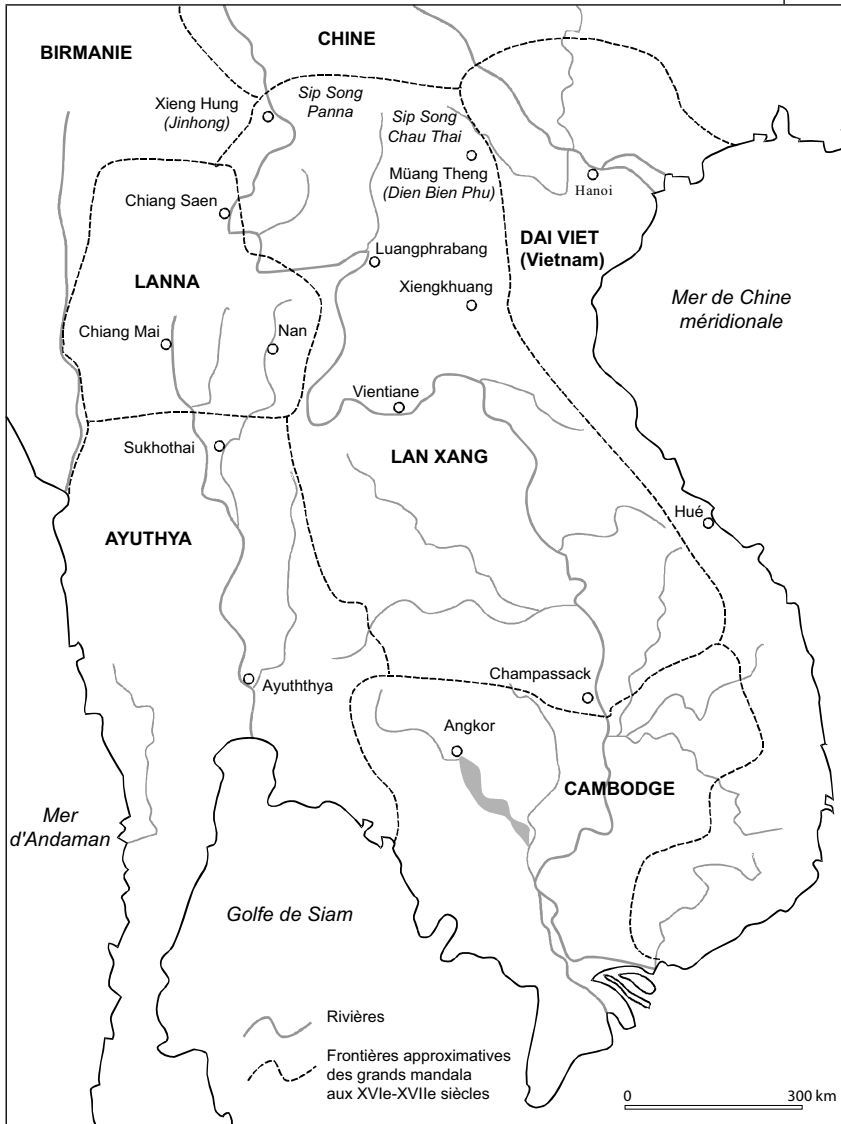 BIRMANIE
CHINE
Xieng Hung
(Jinhong)
Sip Song
Panna
Sip Song
Chau Thai
Müang Theng
(Dien Bien Phu)
Hanoi
Chiang Saen
DAI VIET
(Vietnam)
Luangphrabang
LANNA
Xiengkhuang
Mer de Chine
méridionale
Chiang Mai
Nan
Vientiane
Sukhothai
LAN XANG
Hué
AYUTHYA
Ayuththya
Champassack
Angkor
CAMBODGE
Mer
d'Andaman
Golfe de Siam
Rivières
Frontières approximatives
des grands mandala
aux XVIe-XVIIe siècles
0 300 km